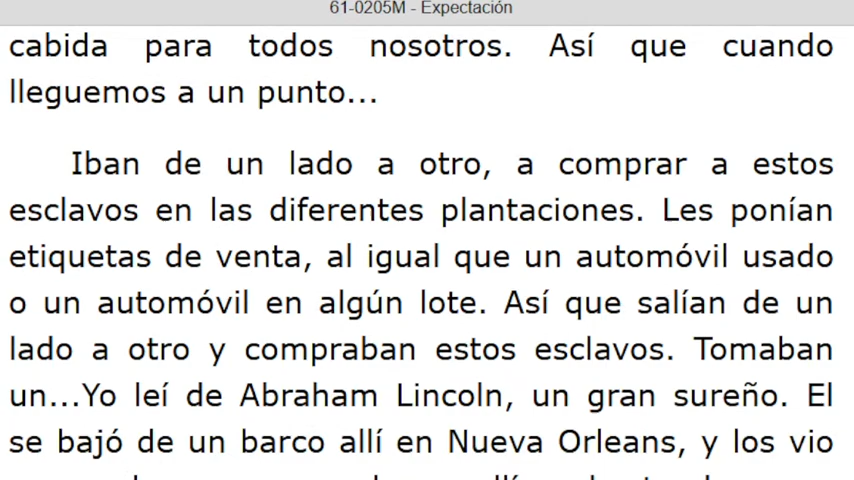 61-0205M - Expectación
cabida para todos nosotros. Así que cuando
lleguemos a un punto...
Iban de un lado a otro, a comprar a estos
esclavos en las diferentes plantaciones. Les ponían
etiquetas de venta, al igual que un automóvil usado
o un automóvil en algún lote. Así que salían de un
lado a otro y compraban estos esclavos. Tomaban
un...Yo leí de Abraham Lincoln, un gran sureño. El
se bajó de un barco allí en Nueva Orleans, y los vio